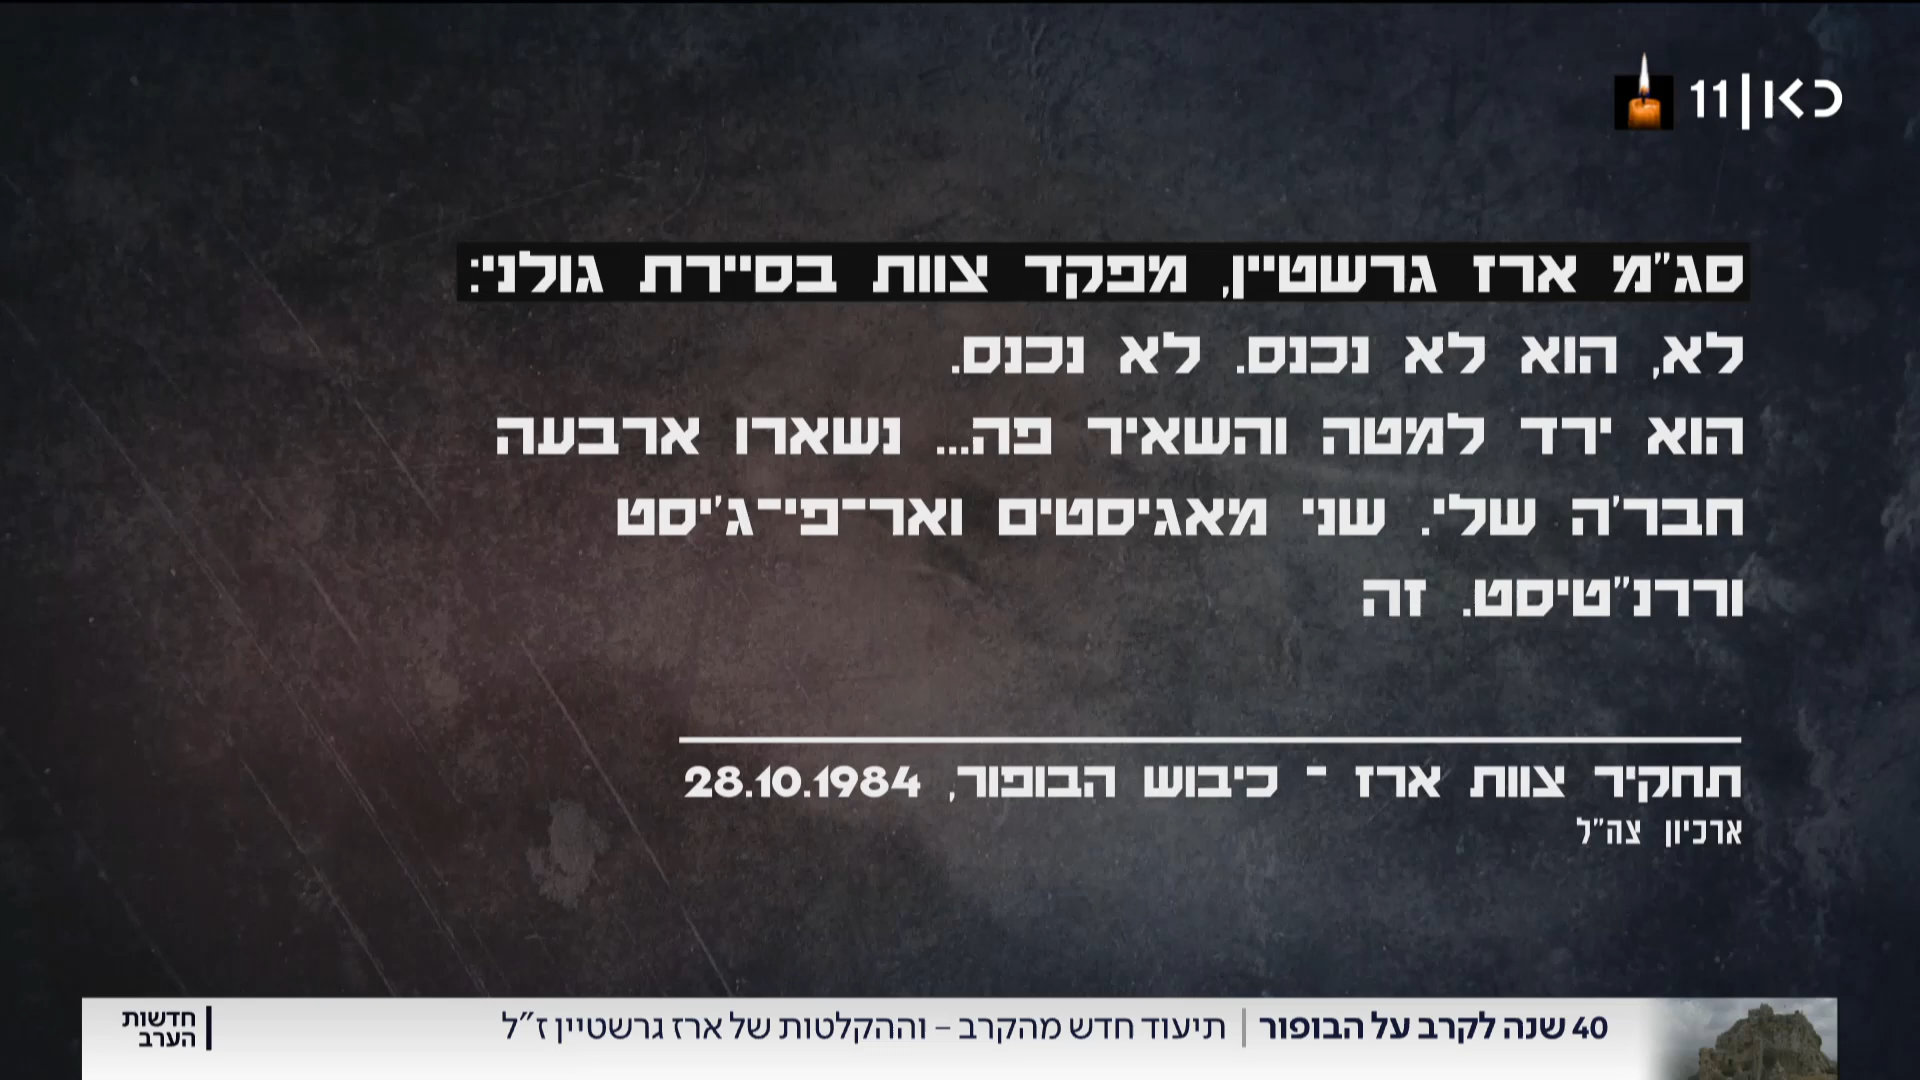 כאן|11
סג"מ ארז גרשטיין, מפקד צוות בסיירת גולני:
לא, הוא לא נכנס. לא נכנס.
הוא ירד למטה והשאיר פה... נשארו ארבעה
חבר'ה שלי. שני מאגיסטים ואר־פי־ג'יסט
וררנ"טיסט. זה
תחקיר צוות ארז - כיבוש הבופור, 28.10.1984
ארכיון צה"ל
40 שנה לקרב על הבופור | תיעוד חדש מהקרב – וההקלטות של ארז גרשטיין ז"ל
חדשות
הערב